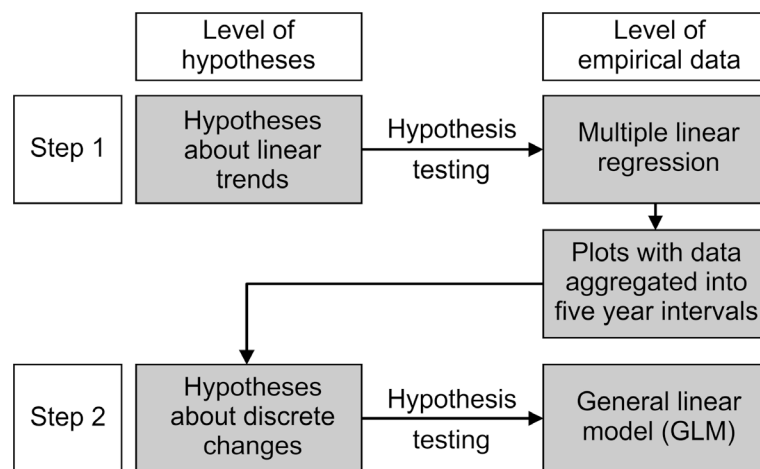 Level of
hypotheses
Level of
empirical data
Step 1
Hypotheses
about linear
trends
Hypothesis
testing
Multiple linear
regression
Plots with data
aggregated into
five year intervals
Step 2
Hypotheses
about discrete
changes
Hypothesis
testing
General linear
model (GLM)